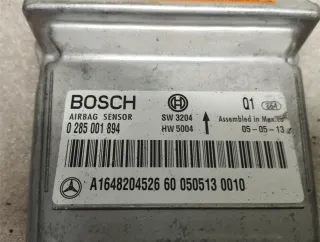 BOSCH
AIRBAG SENSOR
0 285 001 894
SW 3204
HW 5004
Q1
Assembled in Mexico
05-05-13
A1648204526 60 050513 0010